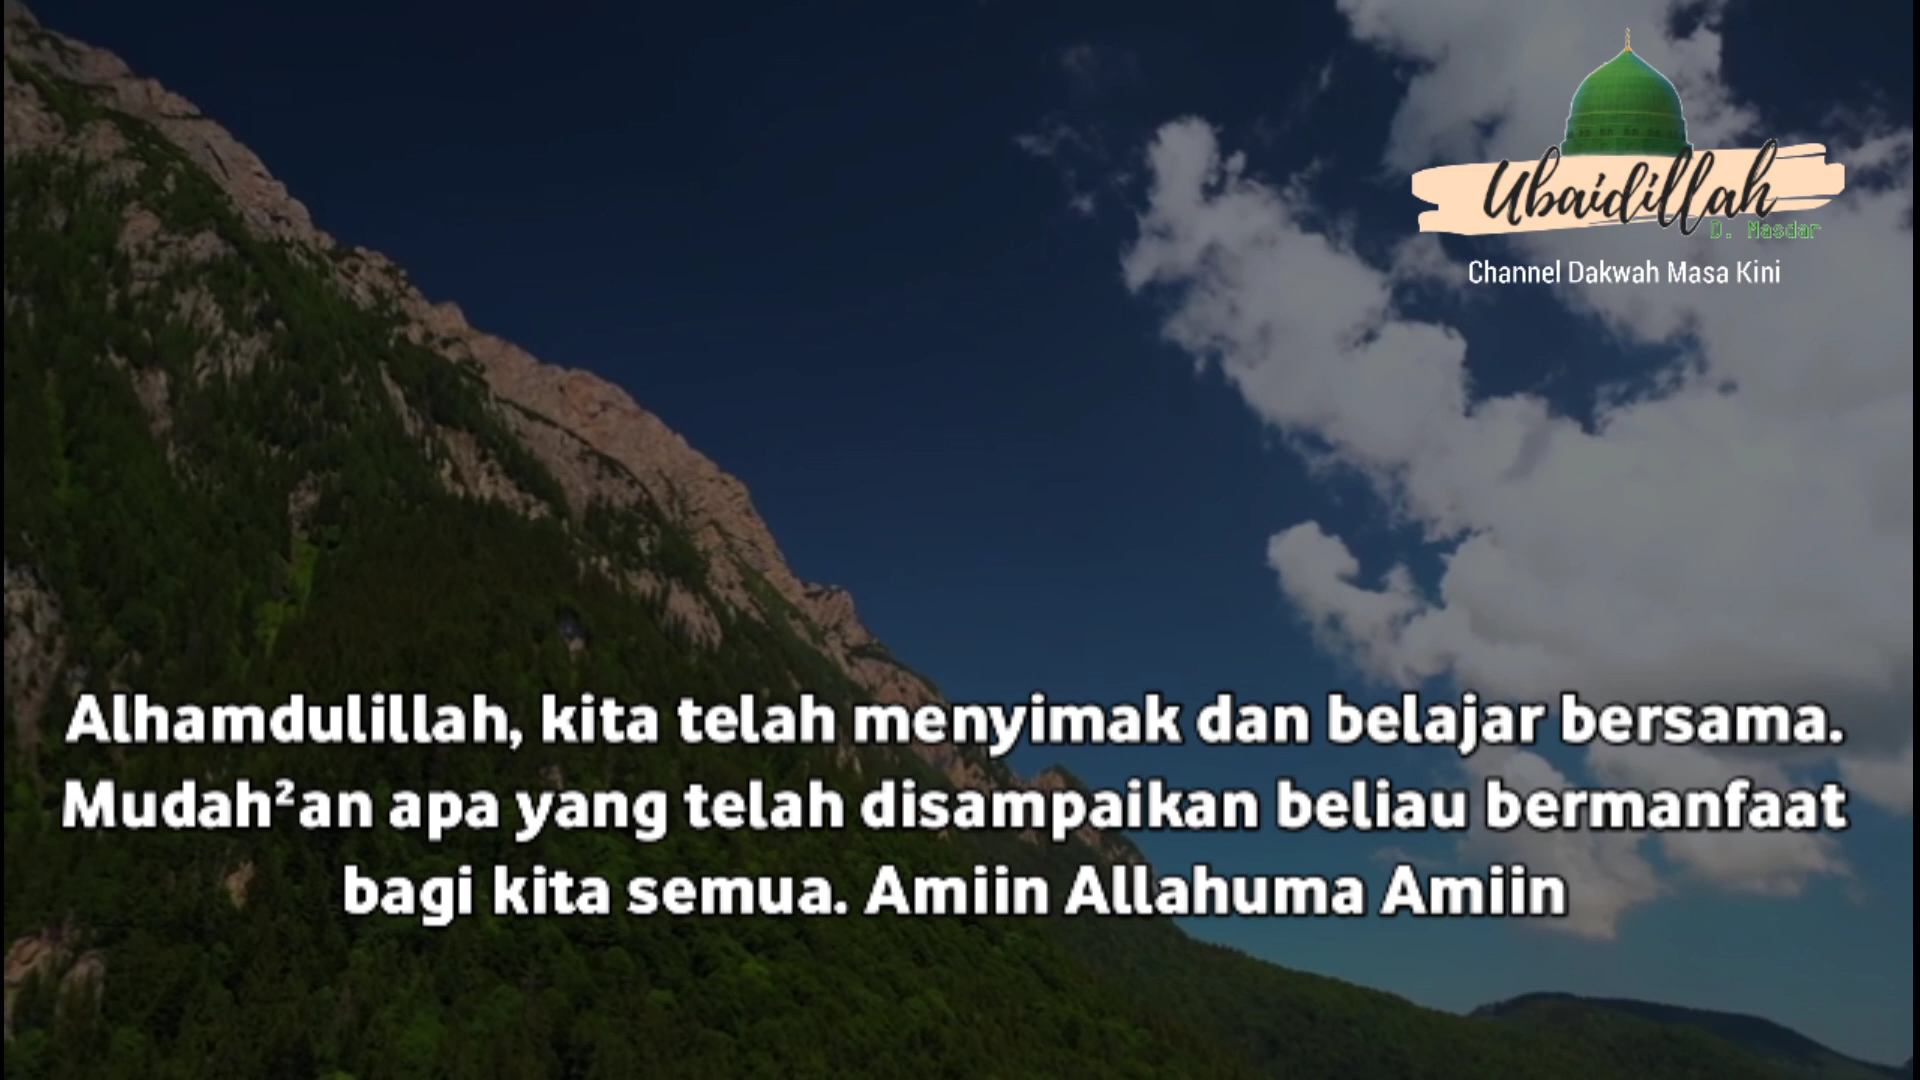 Ubaidillah
D. Masdar
Channel Dakwah Masa Kini
Alhamdulillah, kita telah menyimak dan belajar bersama.
Mudah²an apa yang telah disampaikan beliau bermanfaat
bagi kita semua. Amiin Allahuma Amiin